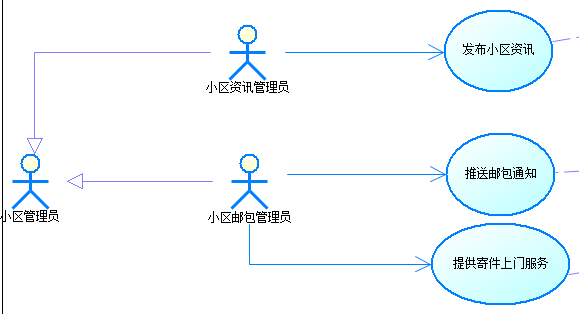 发布小区资讯
小区资讯管理员
推送邮包通知
小区管理员
小区邮包管理员
提供寄件上门服务